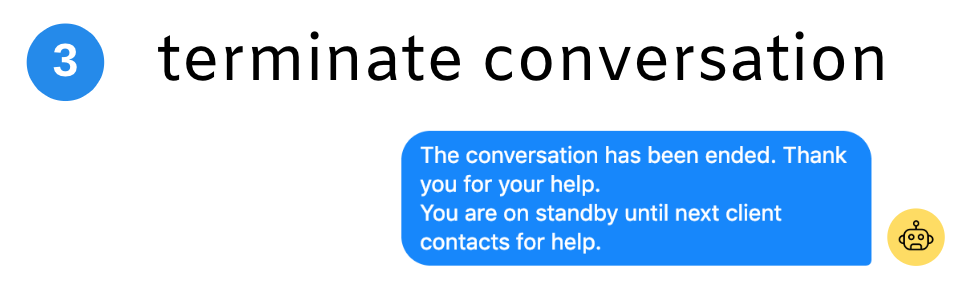 3 terminate conversation
The conversation has been ended. Thank
you for your help.
You are on standby until next client
contacts for help.